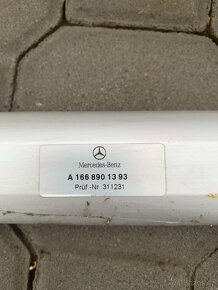 Mercedes-Benz
A 166 890 13 93
Prüf -Nr 311231